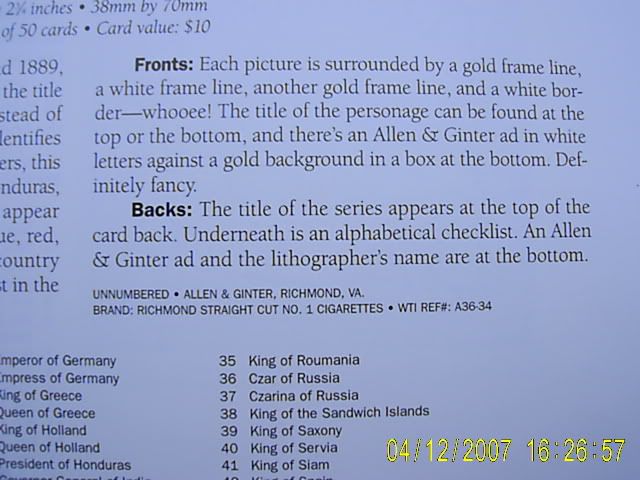 2¾ inches • 38mm by 70mm
of 50 cards • Card value: $10
d 1889,
the title
stead of
entifies
ers, this
nduras,
appear
ue, red,
country
t in the
Fronts: Each picture is surrounded by a gold frame line,
a white frame line, another gold frame line, and a white bor-
der—whooee! The title of the personage can be found at the
top or the bottom, and there's an Allen & Ginter ad in white
letters against a gold background in a box at the bottom. Def-
initely fancy.
Backs: The title of the series appears at the top of the
card back. Underneath is an alphabetical checklist. An Allen
& Ginter ad and the lithographer's name are at the bottom.
UNNUMBERED • ALLEN & GINTER, RICHMOND, VA.
BRAND: RICHMOND STRAIGHT CUT NO. 1 CIGARETTES • WTI REF#: A36-34
mperor of Germany
mpress of Germany
King of Greece
Queen of Greece
King of Holland
Queen of Holland
President of Honduras
35 King of Roumania
36 Czar of Russia
37 Czarina of Russia
38 King of the Sandwich Islands
39 King of Saxony
40 King of Servia
41 King of Siam
04/12/2007 16:26:57